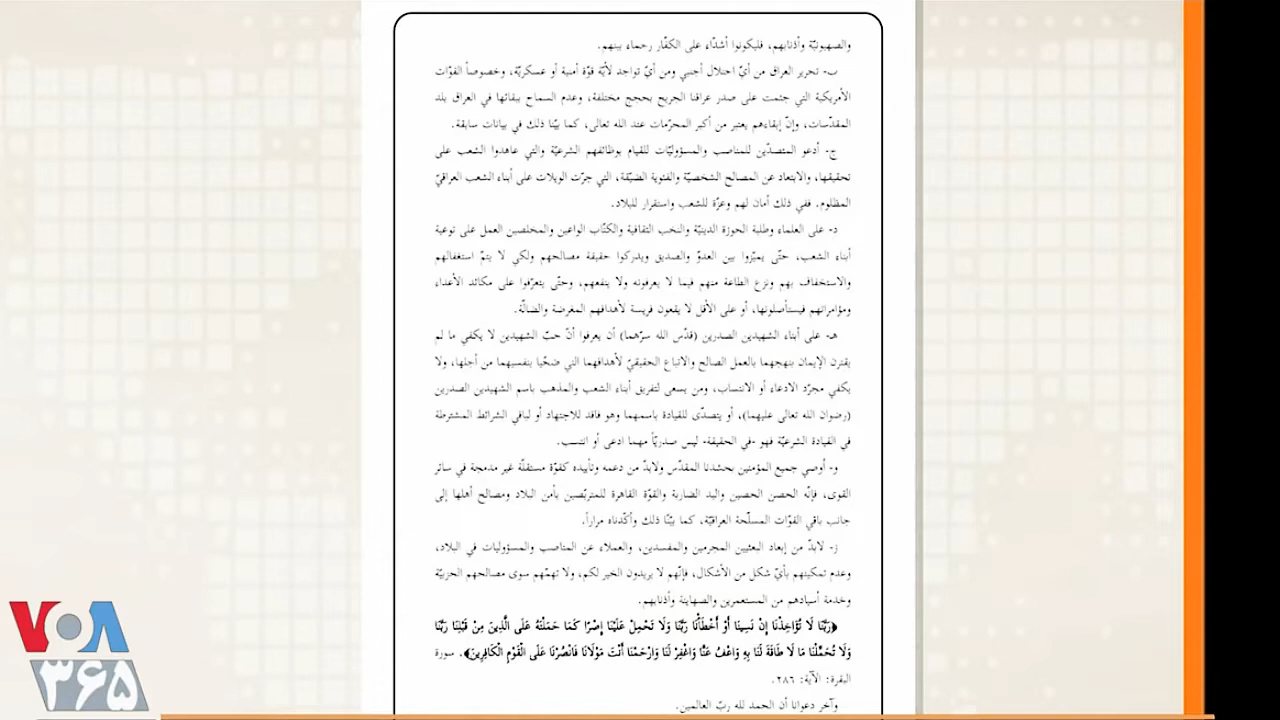 والصهيونيّة وأذنابهم، فليكونوا أشدّاء على الكفّار رحماء بينهم.
ب- تحرير العراق من أيّ احتلال أجنبي ومن أيّ تواجد لأيّة قوّة أمنية أو عسكريّة، وخصوصاً القوّات
الأمريكية التي جثمت على صدر عراقنا الجريح بحجج مختلفة، وعدم السماح ببقائها في العراق بلد
المقدّسات، وإنّ إبقاءهم يعتبر من أكبر المحرّمات عند الله تعالى، كما بيّنا ذلك في بيانات سابقة.
ج- أدعو المتصدّين للمناصب والمسؤوليّات للقيام بوظائفهم الشرعيّة والتي عاهدوا الشعب على
تحقيقها، والابتعاد عن المصالح الشخصيّة والفئوية الضيّقة، التي جرّت الويلات على أبناء الشعب العراقيّ
المظلوم. ففي ذلك أمان لهم وعزّة للشعب واستقرار للبلاد.
د- على العلماء وطلبة الحوزة الدينيّة والنخب الثقافية والكتّاب الواعين والمخلصين العمل على توعية
أبناء الشعب، حتّى يميّزوا بين العدوّ والصديق ويدركوا حقيقة مصالحهم ولكي لا يتمّ استغفالهم
والاستخفاف بهم ونزع الطاعة منهم فيما لا يعرفونه ولا ينفعهم، وحتّى يتعرّفوا على مكائد الأعداء
ومؤامراتهم فيستأصلونها، أو على الأقل لا يقعون فريسة لأهدافهم المغرضة والضالّة.
هـ- على أبناء الشهيدين الصدرين (قدّس الله سرّهما) أن يعرفوا أنّ حبّ الشهيدين لا يكفي ما لم
يقترن الإيمان بنهجهما بالعمل الصالح والاتباع الحقيقيّ لأهدافهما التي ضحّيا بنفسيهما من أجلها، ولا
يكفي مجرّد الادعاء أو الانتساب، ومن يسعى لتفريق أبناء الشعب والمذهب باسم الشهيدين الصدرين
(رضوان الله تعالى عليهما)، أو يتصدّى للقيادة باسمهما وهو فاقد للاجتهاد أو لباقي الشرائط المشترطة
في القيادة الشرعيّة فهو -في الحقيقة- ليس صدريّاً مهما ادعى أو انتسب.
و- أوصي جميع المؤمنين بحشدنا المقدّس ولابدّ من دعمه وتأييده كقوّة مستقلّة غير مدمجة في سائر
القوى، فإنّه الحصن الحصين واليد الضاربة والقوّة القاهرة للمتربّصين بأمن البلاد ومصالح أهلها إلى
جانب باقي القوّات المسلّحة العراقيّة، كما بيّنّا ذلك وأكّدناه مراراً.
ز- لابدّ من إبعاد البعثيين المجرمين والمفسدين، والعملاء عن المناصب والمسؤوليات في البلاد،
وعدم تمكينهم بأيّ شكل من الأشكال، فإنّهم لا يريدون الخير لكم، ولا تهمّهم سوى مصالحهم الحزبيّة
وخدمة أسيادهم من المستعمرين والصهاينة وأذنابهم.
﴿رَبَّنَا لَا تُؤَاخِذْنَا إِنْ نَسِينَا أَوْ أَخْطَأْنَا رَبَّنَا وَلَا تَحْمِلْ عَلَيْنَا إِصْرًا كَمَا حَمَلْتَهُ عَلَى الَّذِينَ مِنْ قَبْلِنَا رَبَّنَا
وَلَا تُحَمِّلْنَا مَا لَا طَاقَةَ لَنَا بِهِ وَاعْفُ عَنَّا وَاغْفِرْ لَنَا وَارْحَمْنَا أَنْتَ مَوْلَانَا فَانْصُرْنَا عَلَى الْقَوْمِ الْكَافِرِينَ﴾. سورة
البقرة: الآية: ٢٨٦.
وآخر دعوانا أن الحمد لله ربّ العالمين.
VOA
۳۶۵